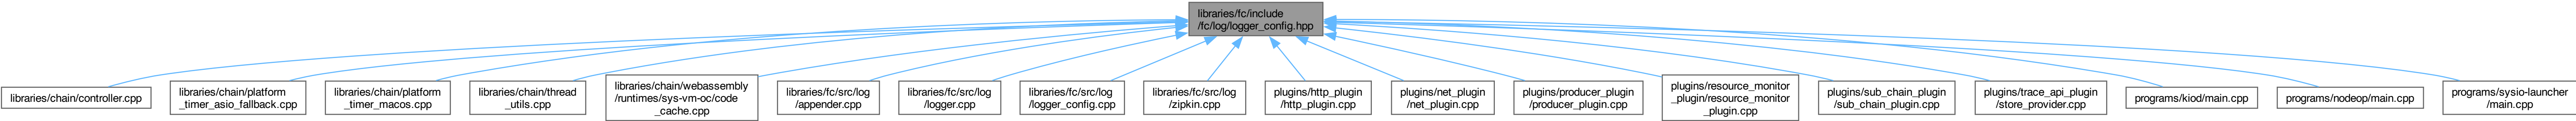 libraries/fc/include
/fc/log/logger_config.hpp
libraries/chain/controller.cpp
libraries/chain/platform
_timer_asio_fallback.cpp
libraries/chain/platform
_timer_macos.cpp
libraries/chain/thread
_utils.cpp
libraries/chain/webassembly
/runtimes/sys-vm-oc/code
_cache.cpp
libraries/fc/src/log
/appender.cpp
libraries/fc/src/log
/logger.cpp
libraries/fc/src/log
/logger_config.cpp
libraries/fc/src/log
/zipkin.cpp
plugins/http_plugin
/http_plugin.cpp
plugins/net_plugin
/net_plugin.cpp
plugins/producer_plugin
/producer_plugin.cpp
plugins/resource_monitor
_plugin/resource_monitor
_plugin.cpp
plugins/sub_chain_plugin
/sub_chain_plugin.cpp
plugins/trace_api_plugin
/store_provider.cpp
programs/kiod/main.cpp
programs/nodeop/main.cpp
programs/sysio-launcher
/main.cpp